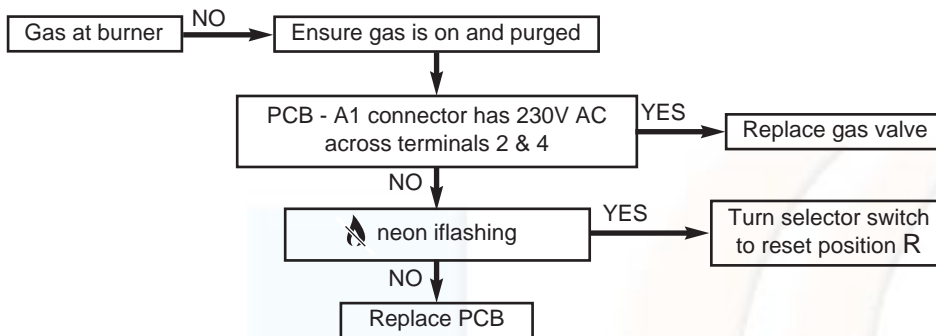 Gas at burner
NO
Ensure gas is on and purged
PCB - A1 connector has 230V AC
across terminals 2 & 4
YES
Replace gas valve
NO
neon iflashing
YES
Turn selector switch
to reset position R
NO
Replace PCB